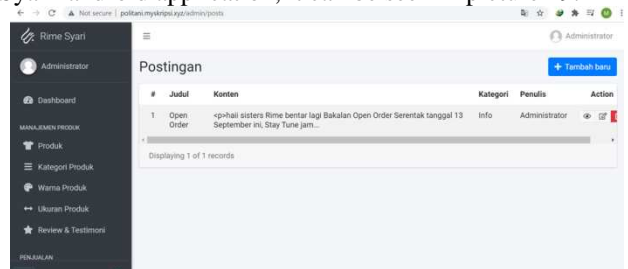 Not secure | politani.myskripsi.xyz/admin/posts
Rime Syari
Administrator
Administrator
Postingan
+ Tambah baru
Dashboard
# Judul Konten Kategori Penulis Action
1 Open Order <p>haii sisters Rime bentar lagi Bakalan Open Order Serentak tanggal 13 September ini, Stay Tune jam... Info Administrator
MANAJEMEN PRODUK
Displaying 1 of 1 records
Produk
Kategori Produk
Warna Produk
Ukuran Produk
Review & Testimoni
PENJUALAN